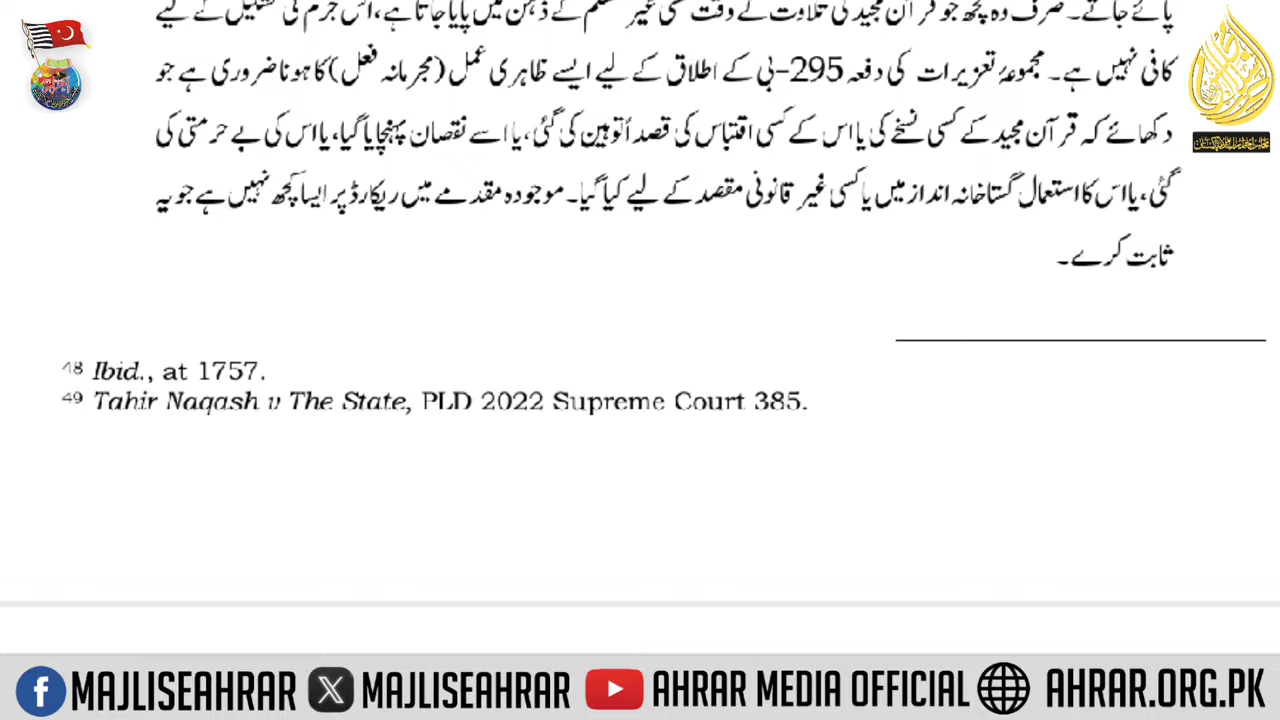 پائے جاتے۔ صرف وہ کچھ جو قرآن مجید کی تلاوت کے وقت کسی غیر مسلم کے ذہن میں پایا جاتا ہے، اس جرم کی تشکیل کے لیے
کافی نہیں ہے۔ مجموعۂ تعزیرات کی دفعہ 295-بی کے اطلاق کے لیے ایسے ظاہری عمل (مجرمانہ فعل) کا ہونا ضروری ہے جو
دکھائے کہ قرآن مجید کے کسی نسخے کی یا اس کے کسی اقتباس کی قصداً توہین کی گئی، یا اسے نقصان پہنچایا گیا، یا اس کی بے حرمتی کی
گئی، یا اس کا استعمال گستاخانہ انداز میں یا کسی غیر قانونی مقصد کے لیے کیا گیا۔ موجودہ مقدمے میں ریکارڈ پر ایسا کچھ نہیں ہے جو یہ
ثابت کرے۔
48 Ibid., at 1757.
49 Tahir Naqash v The State, PLD 2022 Supreme Court 385.
MAJLISEAHRAR MAJLISEAHRAR AHRAR MEDIA OFFICIAL AHRAR.ORG.PK